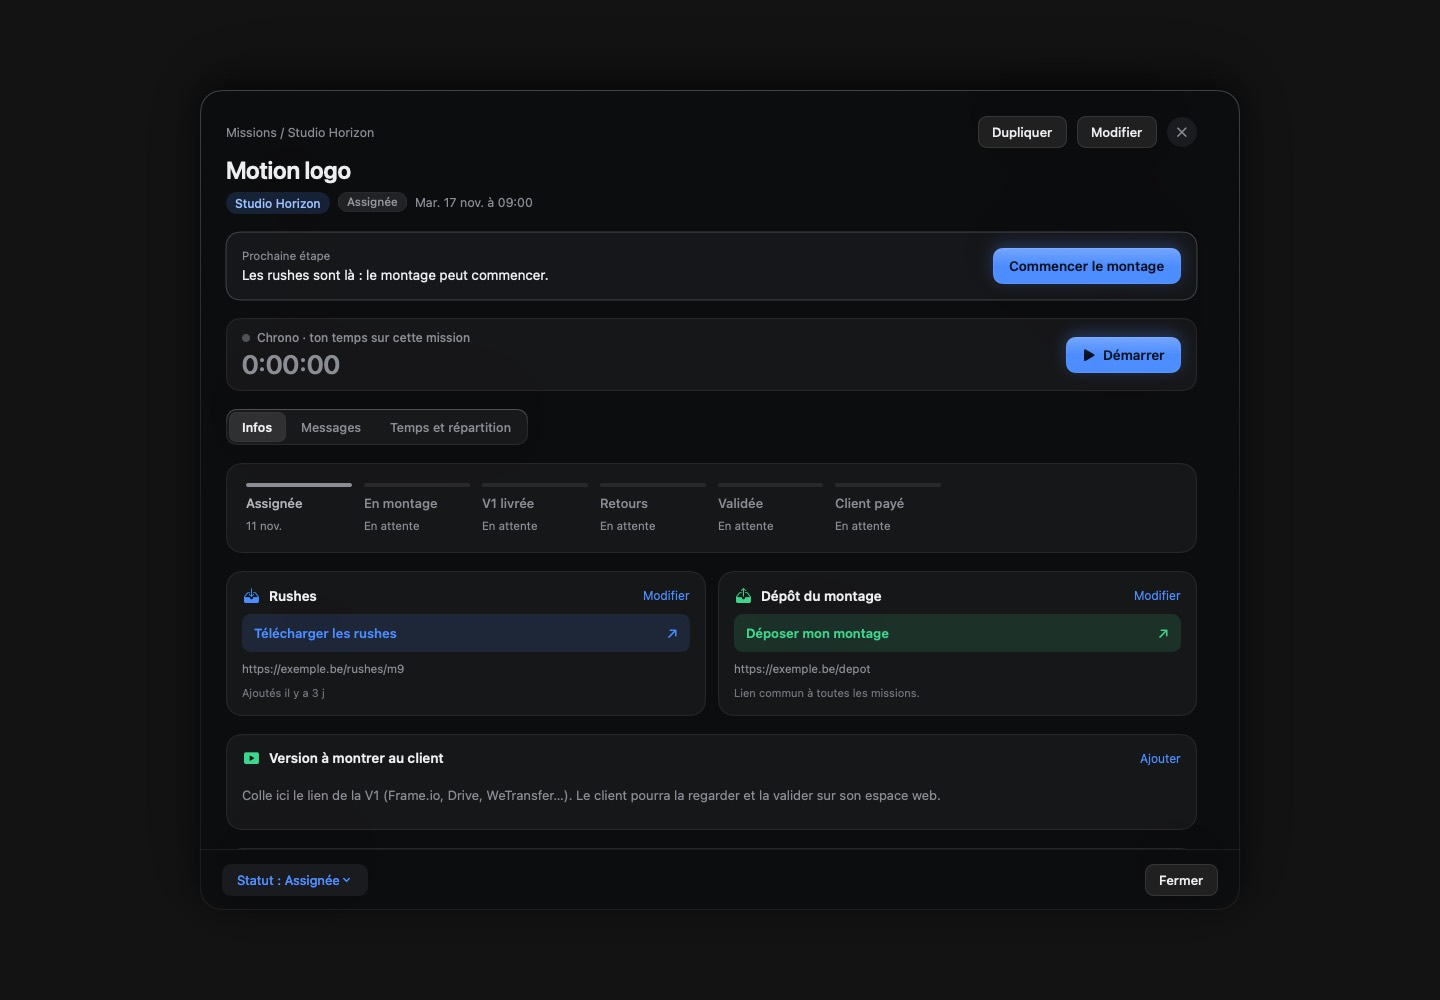 Missions / Studio Horizon
Dupliquer
Modifier
Motion logo
Studio Horizon
Assignée
Mar. 17 nov. à 09:00
Prochaine étape
Les rushes sont là : le montage peut commencer.
Commencer le montage
Chrono · ton temps sur cette mission
0:00:00
Démarrer
Infos
Messages
Temps et répartition
Assignée
11 nov.
En montage
En attente
V1 livrée
En attente
Retours
En attente
Validée
En attente
Client payé
En attente
Rushes
Modifier
Télécharger les rushes
https://exemple.be/rushes/m9
Ajoutés il y a 3 j
Dépôt du montage
Modifier
Déposer mon montage
https://exemple.be/depot
Lien commun à toutes les missions.
Version à montrer au client
Ajouter
Colle ici le lien de la V1 (Frame.io, Drive, WeTransfer…). Le client pourra la regarder et la valider sur son espace web.
Statut : Assignée
Fermer